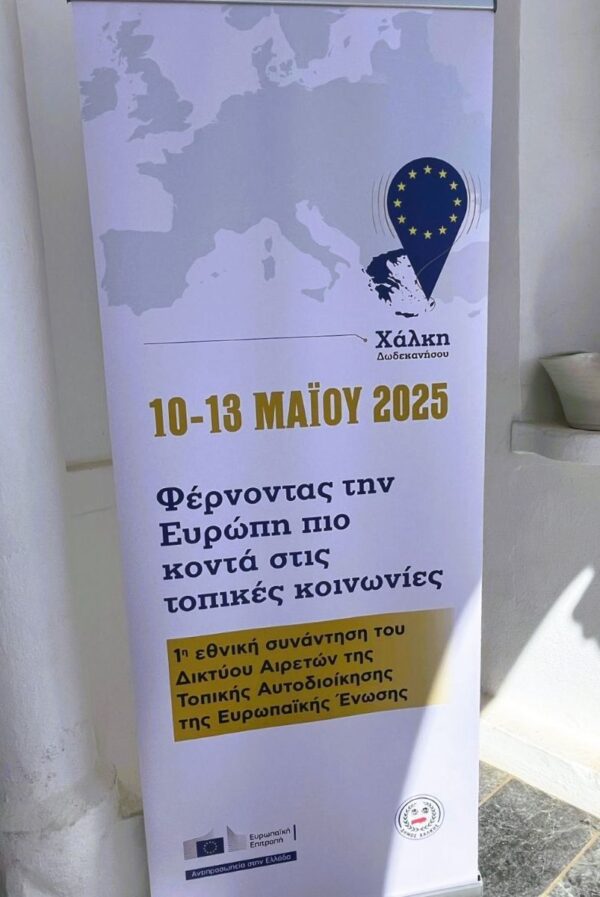 Χάλκη
Δωδεκανήσου
10-13 ΜΑΪΟΥ 2025
Φέρνοντας την
Ευρώπη πιο
κοντά στις
τοπικές κοινωνίες
1η εθνική συνάντηση του
Δικτύου Αιρετών της
Τοπικής Αυτοδιοίκησης
της Ευρωπαϊκής Ένωσης
Ευρωπαϊκή
Επιτροπή
Αντιπροσωπεία στην Ελλάδα
ΔΗΜΟΣ ΧΑΛΚΗΣ